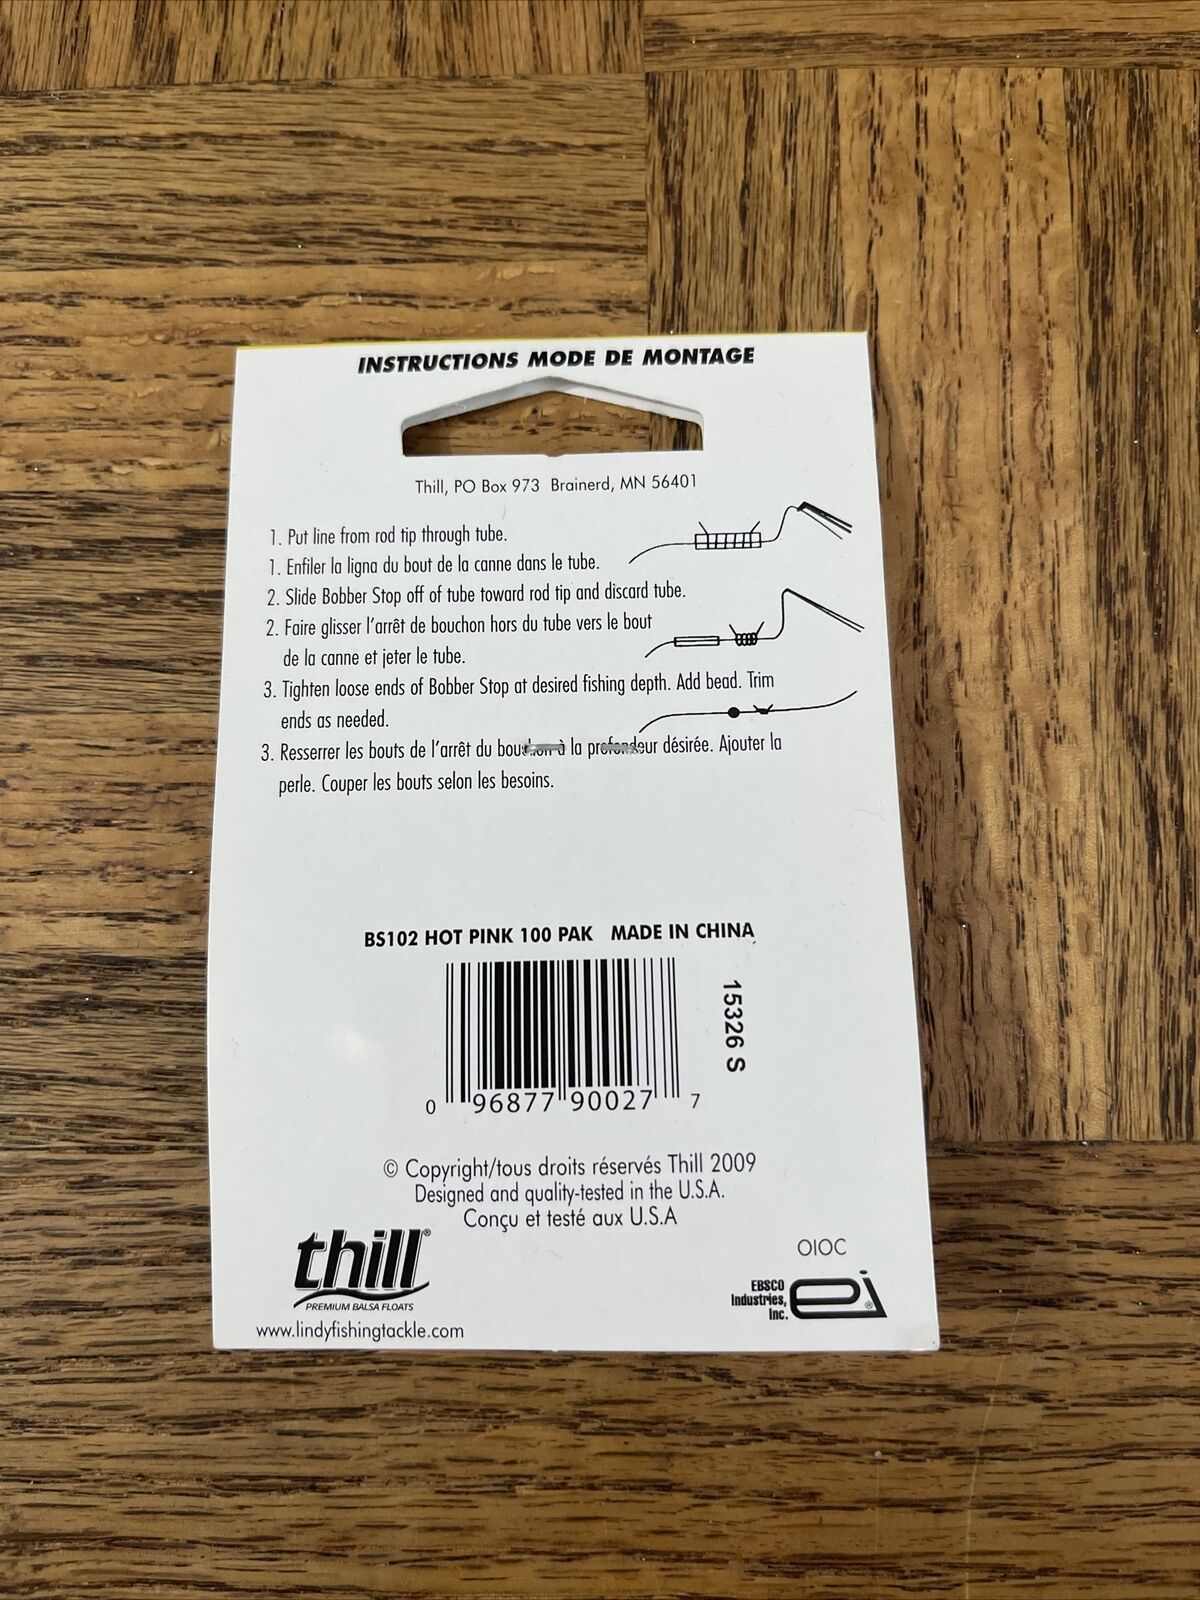 INSTRUCTIONS MODE DE MONTAGE
Thill, PO Box 973 Brainerd, MN 56401
1. Put line from rod tip through tube.
1. Enfiler la ligna du bout de la canne dans le tube.
2. Slide Bobber Stop off of tube toward rod tip and discard tube.
2. Faire glisser l'arrêt de bouchon hors du tube vers le bout
de la canne et jeter le tube.
3. Tighten loose ends of Bobber Stop at desired fishing depth. Add bead. Trim
ends as needed.
3. Resserrer les bouts de l'arrêt du bouchon à la profondeur désirée. Ajouter la
perle. Couper les bouts selon les besoins.
BS102 HOT PINK 100 PAK MADE IN CHINA
15326 S
0 96877 90027 7
© Copyright/tous droits réservés Thill 2009
Designed and quality-tested in the U.S.A.
Conçu et testé aux U.S.A
thill®
PREMIUM BALSA FLOATS
www.lindyfishingtackle.com
OIOC
EBSCO
Industries,
Inc.
ei®